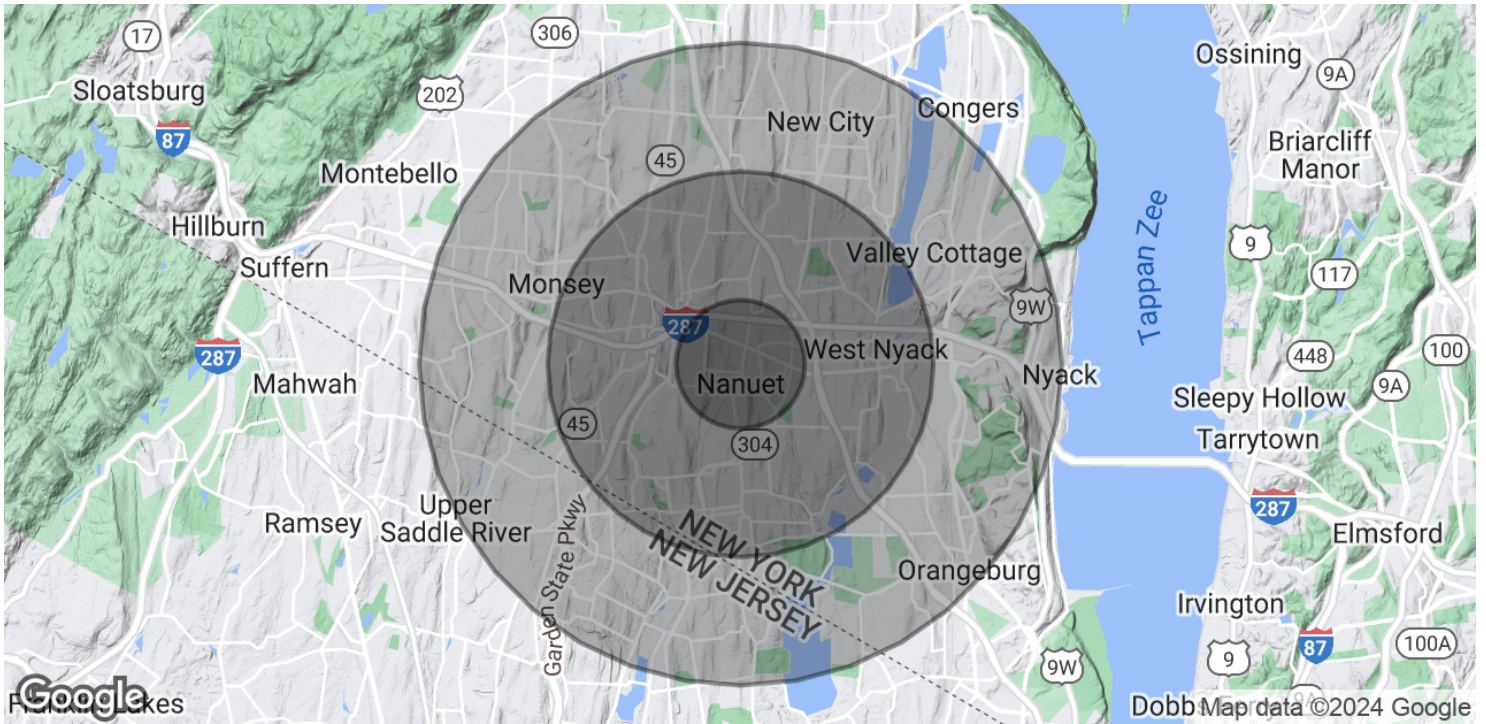 17
306
Ossining
9A
Sloatsburg
202
Congers
New City
87
Briarcliff
Manor
45
Montebello
Tappan Zee
Hillburn
9
Valley Cottage
Suffern
117
Monsey
9W
287
West Nyack
287
448
100
Nanuet
Nyack
Mahwah
9A
Sleepy Hollow
45
304
Tarrytown
Upper
Saddle River
287
Ramsey
NEW YORK
NEW JERSEY
Elmsford
Garden State Pkwy
Orangeburg
Irvington
87
100A
9
9W
Google
Lakes
Dobbs
Map data ©2024 Google